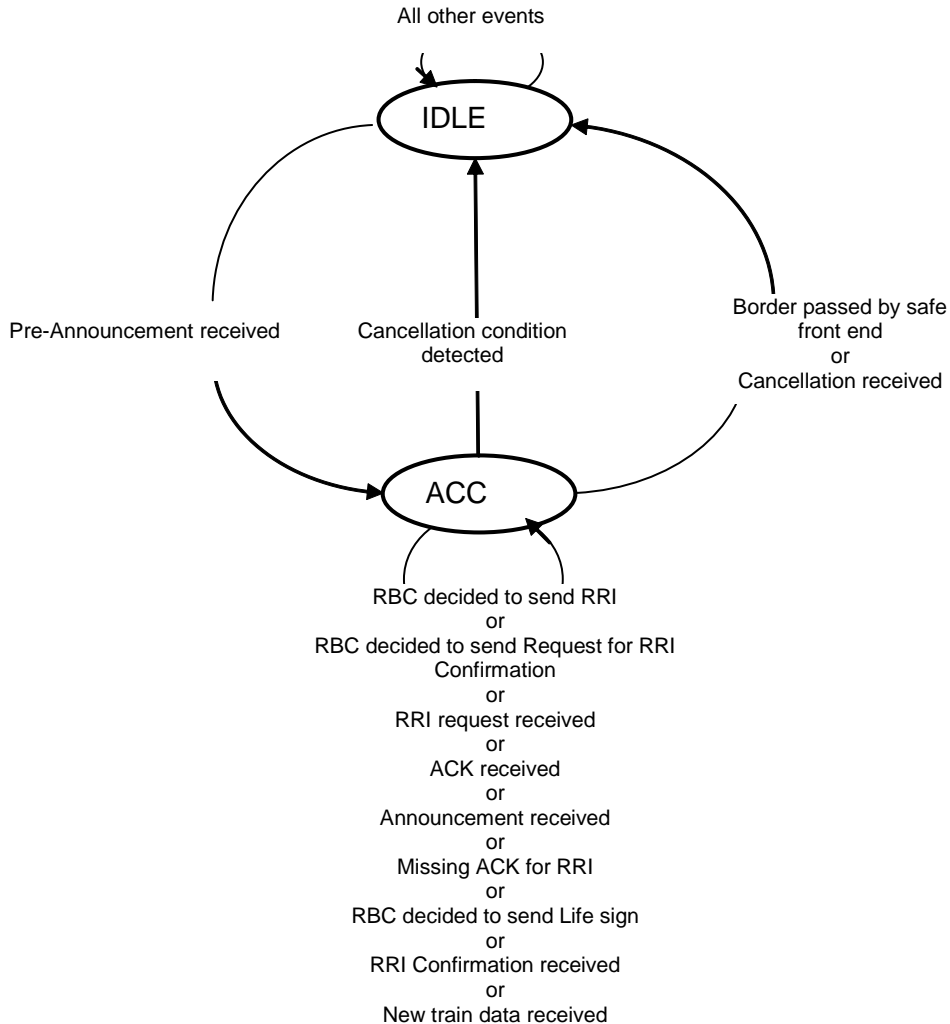 All other events
IDLE
Pre-Announcement received
Cancellation condition
detected
Border passed by safe
front end
or
Cancellation received
ACC
RBC decided to send RRI
or
RBC decided to send Request for RRI
Confirmation
or
RRI request received
or
ACK received
or
Announcement received
or
Missing ACK for RRI
or
RBC decided to send Life sign
or
RRI Confirmation received
or
New train data received